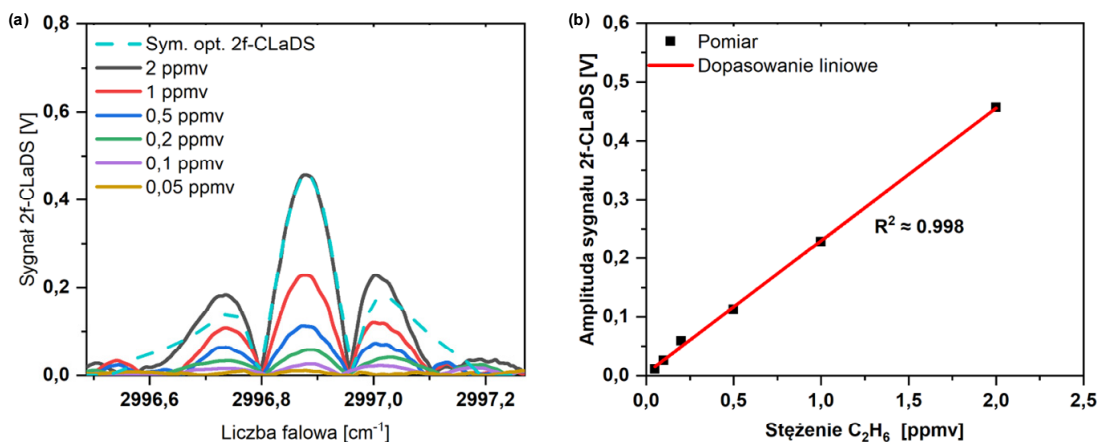 (a)
Sygnał 2f-CLaDS [V]
0,8
0,6
0,4
0,2
0,0
Sym. opt. 2f-CLaDS
2 ppmv
1 ppmv
0,5 ppmv
0,2 ppmv
0,1 ppmv
0,05 ppmv
2996,6
2996,8
2997,0
2997,2
Liczba falowa [cm⁻¹]
(b)
Amplituda sygnału 2f-CLaDS [V]
0,6
0,5
0,4
0,3
0,2
0,1
0,0
Pomiar
Dopasowanie liniowe
R² ≈ 0.998
0,0
0,5
1,0
1,5
2,0
2,5
Stężenie C₂H₆ [ppmv]